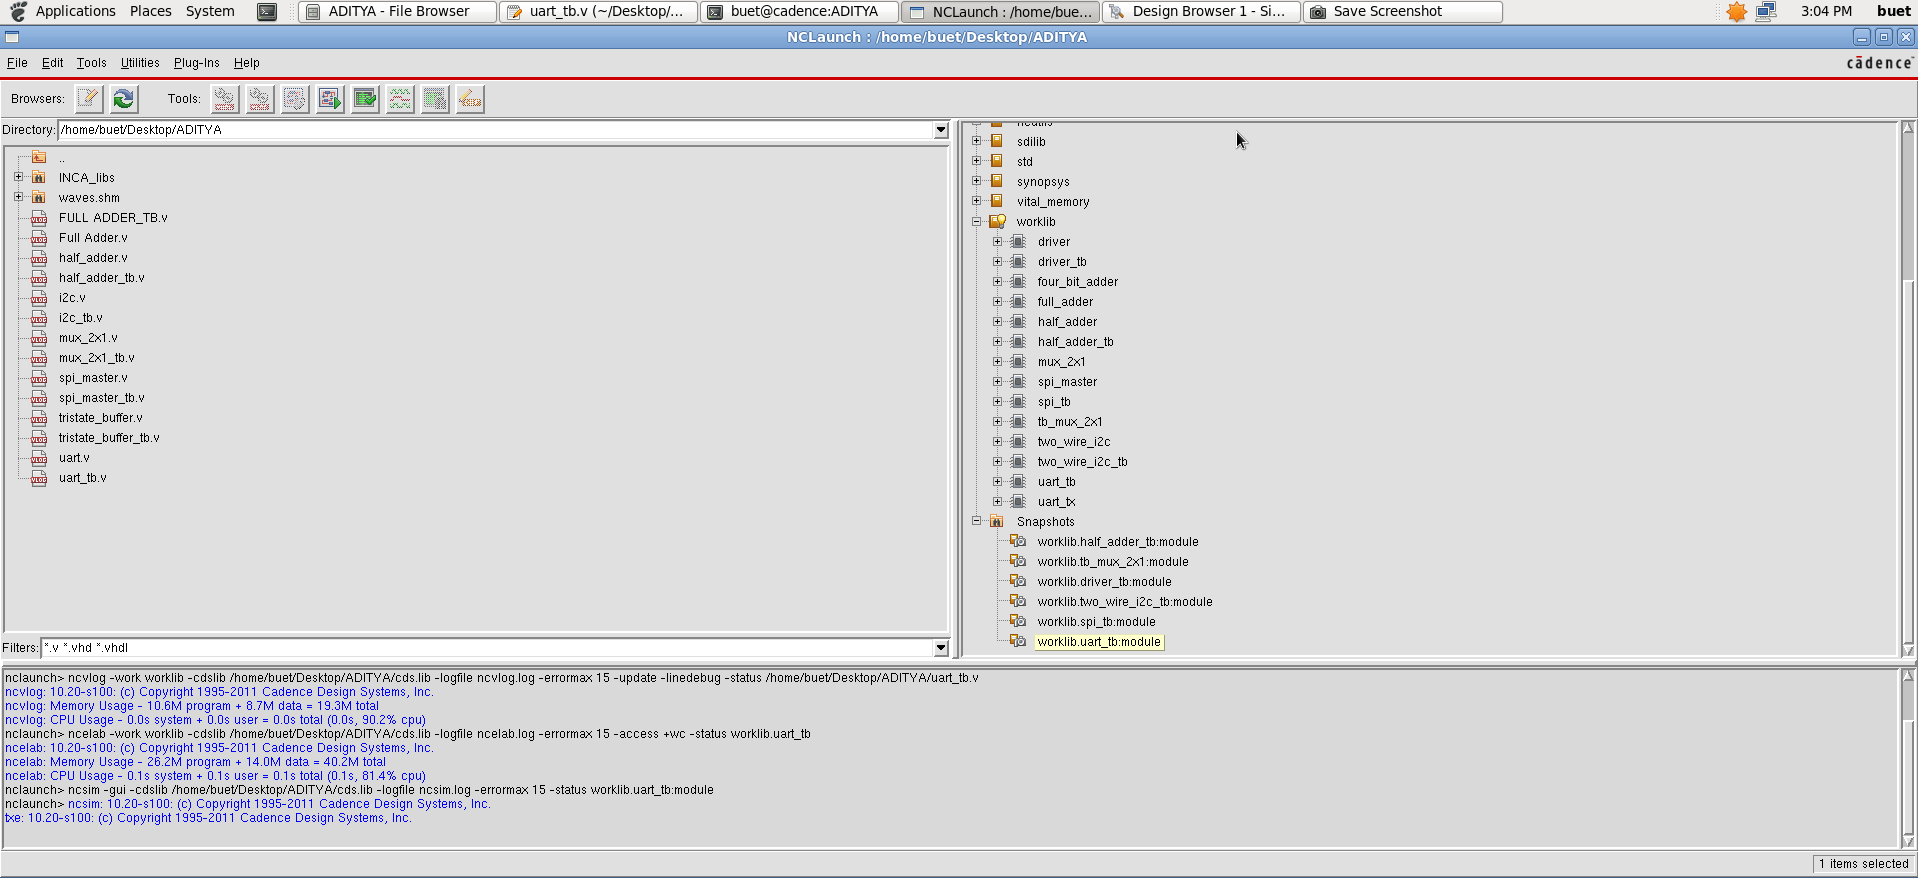 Applications Places System
ADITYA - File Browser
uart_tb.v (~/Desktop/...
buet@cadence:ADITYA
NCLaunch : /home/bue...
Design Browser 1 - Si...
Save Screenshot
3:04 PM buet
NCLaunch : /home/buet/Desktop/ADITYA
File Edit Tools Utilities Plug-Ins Help
cādence
Browsers: Tools:
Directory: /home/buet/Desktop/ADITYA
..
INCA_libs
waves.shm
FULL ADDER_TB.v
Full Adder.v
half_adder.v
half_adder_tb.v
i2c.v
i2c_tb.v
mux_2x1.v
mux_2x1_tb.v
spi_master.v
spi_master_tb.v
tristate_buffer.v
tristate_buffer_tb.v
uart.v
uart_tb.v
Filters: *.v *.vhd *.vhdl
sdilib
std
synopsys
vital_memory
worklib
driver
driver_tb
four_bit_adder
full_adder
half_adder
half_adder_tb
mux_2x1
spi_master
spi_tb
tb_mux_2x1
two_wire_i2c
two_wire_i2c_tb
uart_tb
uart_tx
Snapshots
worklib.half_adder_tb:module
worklib.tb_mux_2x1:module
worklib.driver_tb:module
worklib.two_wire_i2c_tb:module
worklib.spi_tb:module
worklib.uart_tb:module
nclaunch> ncvlog -work worklib -cdslib /home/buet/Desktop/ADITYA/cds.lib -logfile ncvlog.log -errormax 15 -update -linedebug -status /home/buet/Desktop/ADITYA/uart_tb.v
ncvlog: 10.20-s100: (c) Copyright 1995-2011 Cadence Design Systems, Inc.
ncvlog: Memory Usage - 10.6M program + 8.7M data = 19.3M total
ncvlog: CPU Usage - 0.0s system + 0.0s user = 0.0s total (0.0s, 90.2% cpu)
nclaunch> ncelab -work worklib -cdslib /home/buet/Desktop/ADITYA/cds.lib -logfile ncelab.log -errormax 15 -access +wc -status worklib.uart_tb
ncelab: 10.20-s100: (c) Copyright 1995-2011 Cadence Design Systems, Inc.
ncelab: Memory Usage - 26.2M program + 14.0M data = 40.2M total
ncelab: CPU Usage - 0.1s system + 0.1s user = 0.1s total (0.1s, 81.4% cpu)
nclaunch> ncsim -gui -cdslib /home/buet/Desktop/ADITYA/cds.lib -logfile ncsim.log -errormax 15 -status worklib.uart_tb:module
nclaunch> ncsim: 10.20-s100: (c) Copyright 1995-2011 Cadence Design Systems, Inc.
txe: 10.20-s100: (c) Copyright 1995-2011 Cadence Design Systems, Inc.
1 items selected